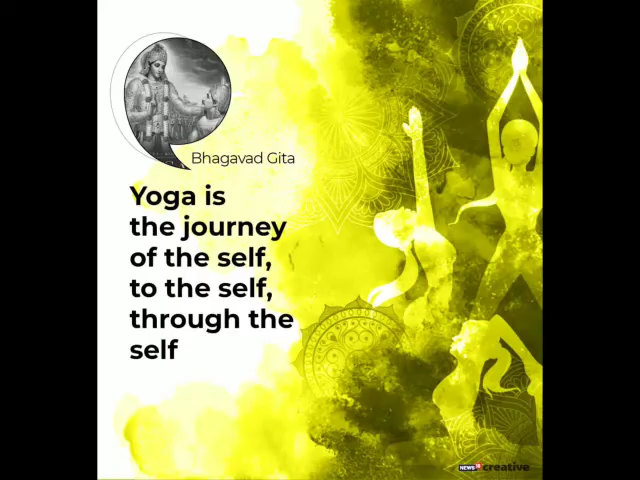 Bhagavad Gita
Yoga is
the journey
of the self,
to the self,
through the
self
NEWS18 creative